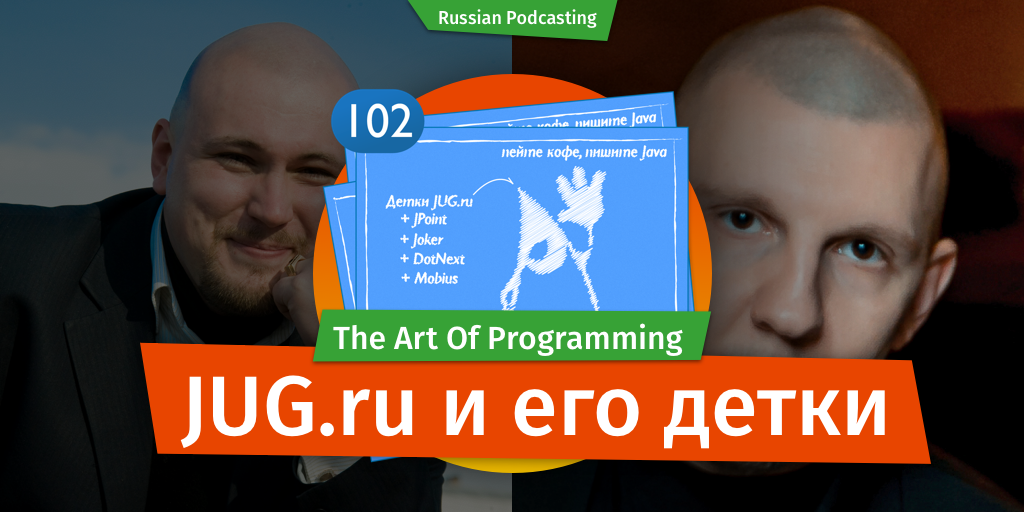 Russian Podcasting
102
пейте кофе, пишите Java
пейте кофе, пишите Java
Детки JUG.ru
+ JPoint
+ Joker
+ DotNext
+ Mobius
The Art Of Programming
JUG.ru и его детки